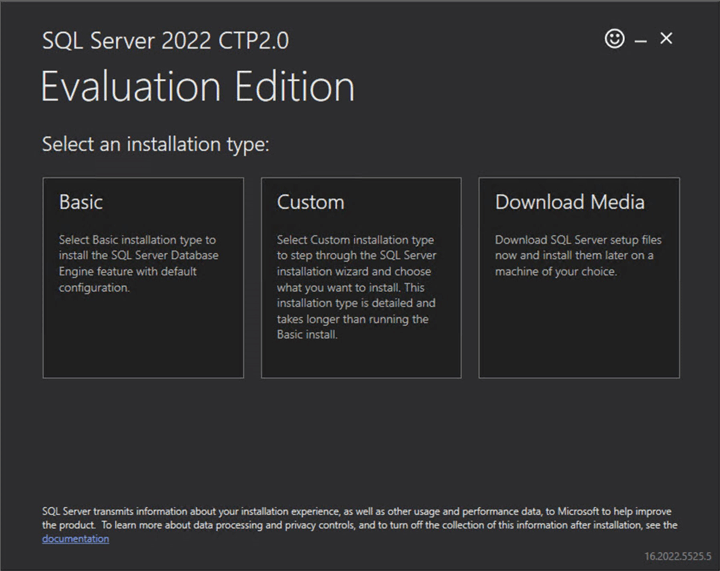 SQL Server 2022 CTP2.0
Evaluation Edition
Select an installation type:
Basic
Select Basic installation type to
install the SQL Server Database
Engine feature with default
configuration.
Custom
Select Custom installation type
to step through the SQL Server
installation wizard and choose
what you want to install. This
installation type is detailed and
takes longer than running the
Basic install.
Download Media
Download SQL Server setup files
now and install them later on a
machine of your choice.
SQL Server transmits information about your installation experience, as well as other usage and performance data, to Microsoft to help improve
the product.  To learn more about data processing and privacy controls, and to turn off the collection of this information after installation, see the
documentation
16.2022.5525.5